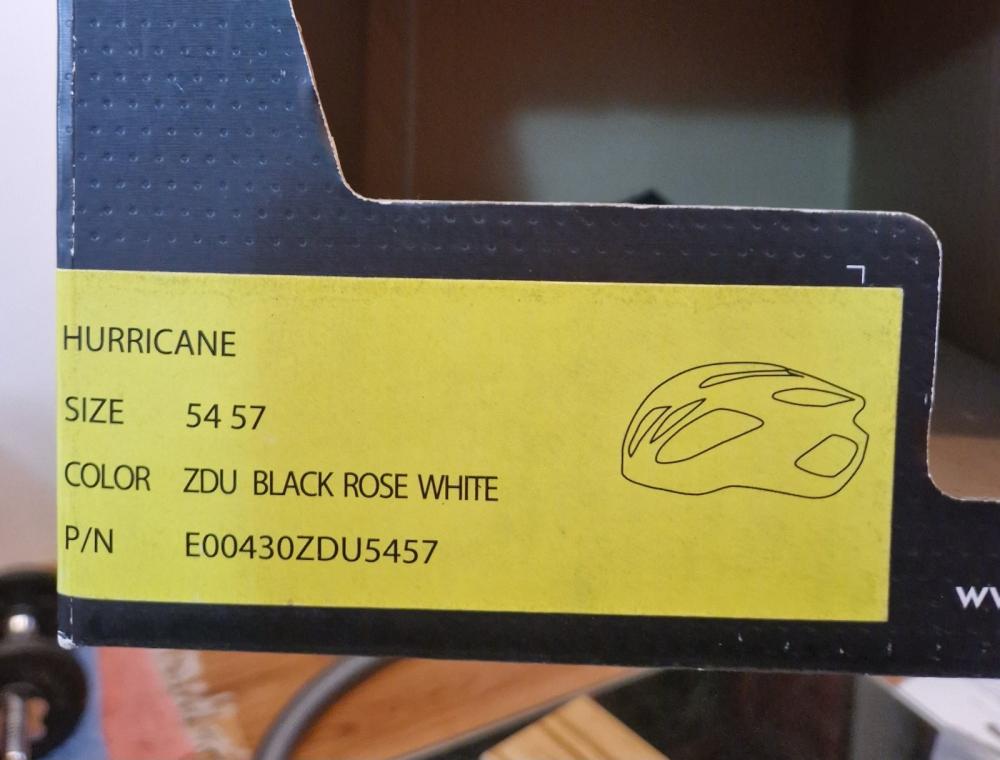 HURRICANE
SIZE 54 57
COLOR ZDU BLACK ROSE WHITE
P/N E00430ZDU5457